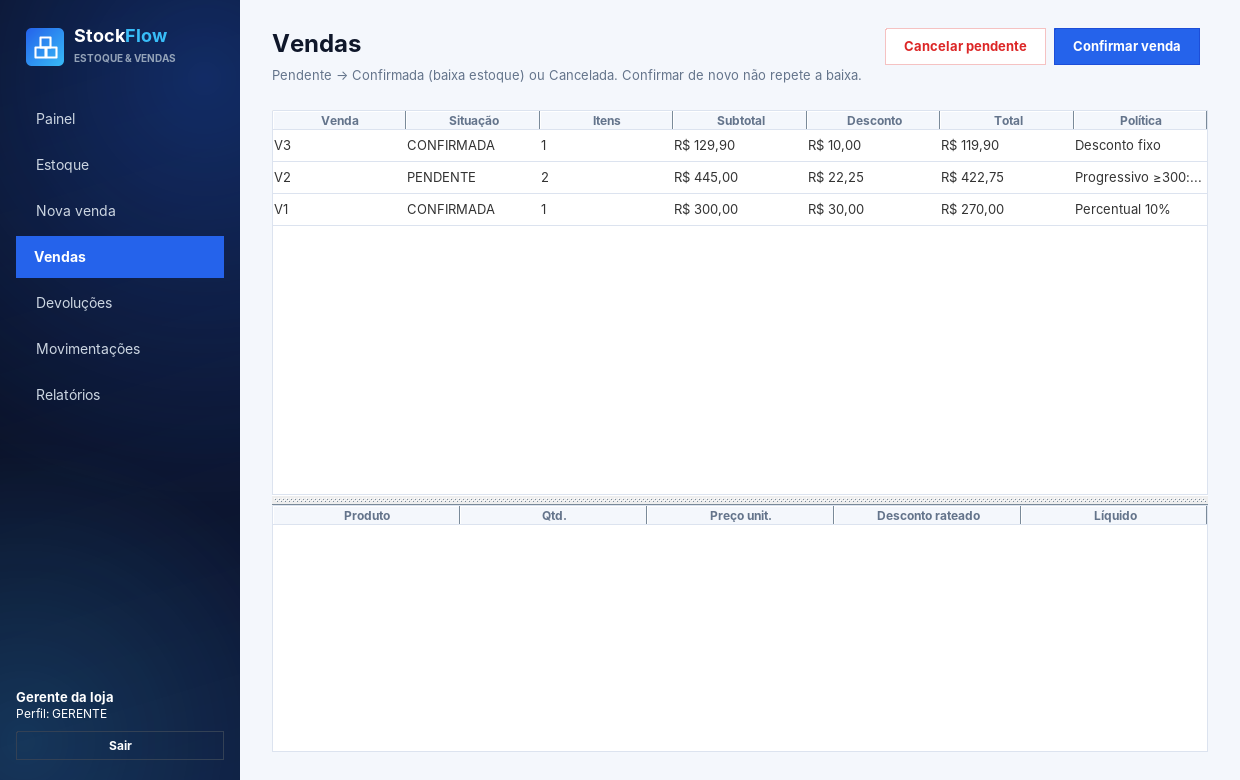 StockFlow
ESTOQUE & VENDAS
Painel
Estoque
Nova venda
Vendas
Devoluções
Movimentações
Relatórios
Gerente da loja
Perfil: GERENTE
Sair
Vendas
Pendente → Confirmada (baixa estoque) ou Cancelada. Confirmar de novo não repete a baixa.
Cancelar pendente
Confirmar venda
Venda Situação Itens Subtotal Desconto Total Política
V3 CONFIRMADA 1 R$ 129,90 R$ 10,00 R$ 119,90 Desconto fixo
V2 PENDENTE 2 R$ 445,00 R$ 22,25 R$ 422,75 Progressivo ≥300:...
V1 CONFIRMADA 1 R$ 300,00 R$ 30,00 R$ 270,00 Percentual 10%
Produto Qtd. Preço unit. Desconto rateado Líquido